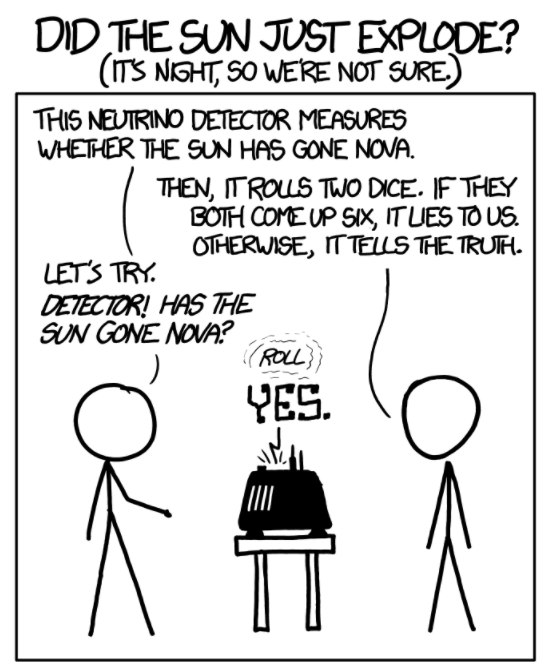 DID THE SUN JUST EXPLODE?
(IT'S NIGHT, SO WE'RE NOT SURE.)
THIS NEUTRINO DETECTOR MEASURES
WHETHER THE SUN HAS GONE NOVA.
THEN, IT ROLLS TWO DICE. IF THEY
BOTH COME UP SIX, IT LIES TO US.
OTHERWISE, IT TELLS THE TRUTH.
LET'S TRY.
DETECTOR! HAS THE
SUN GONE NOVA?
(ROLL)
YES.